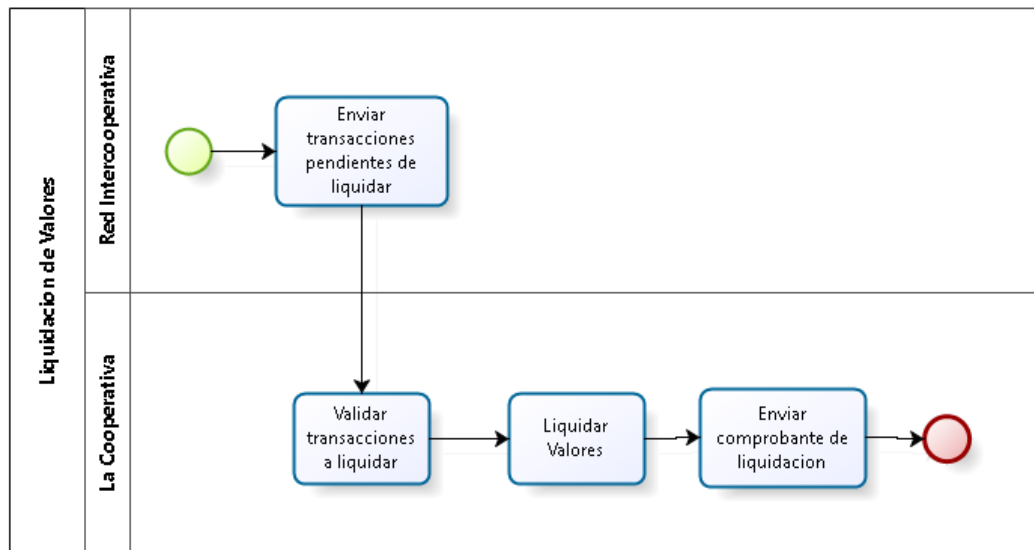 Liquidacion de Valores
Red Intercooperativa
Enviar
transacciones
pendientes de
liquidar
La Cooperativa
Validar
transacciones
a liquidar
Liquidar
Valores
Enviar
comprobante de
liquidacion